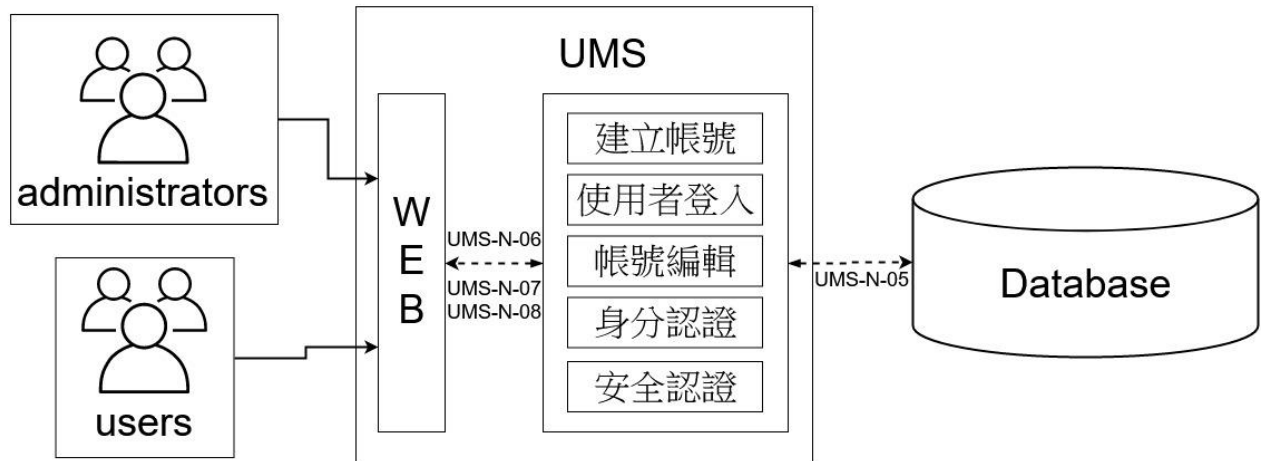 administrators
users
UMS
W
E
B
UMS-N-06
UMS-N-07
UMS-N-08
建立帳號
使用者登入
帳號編輯
身分認證
安全認證
UMS-N-05
Database